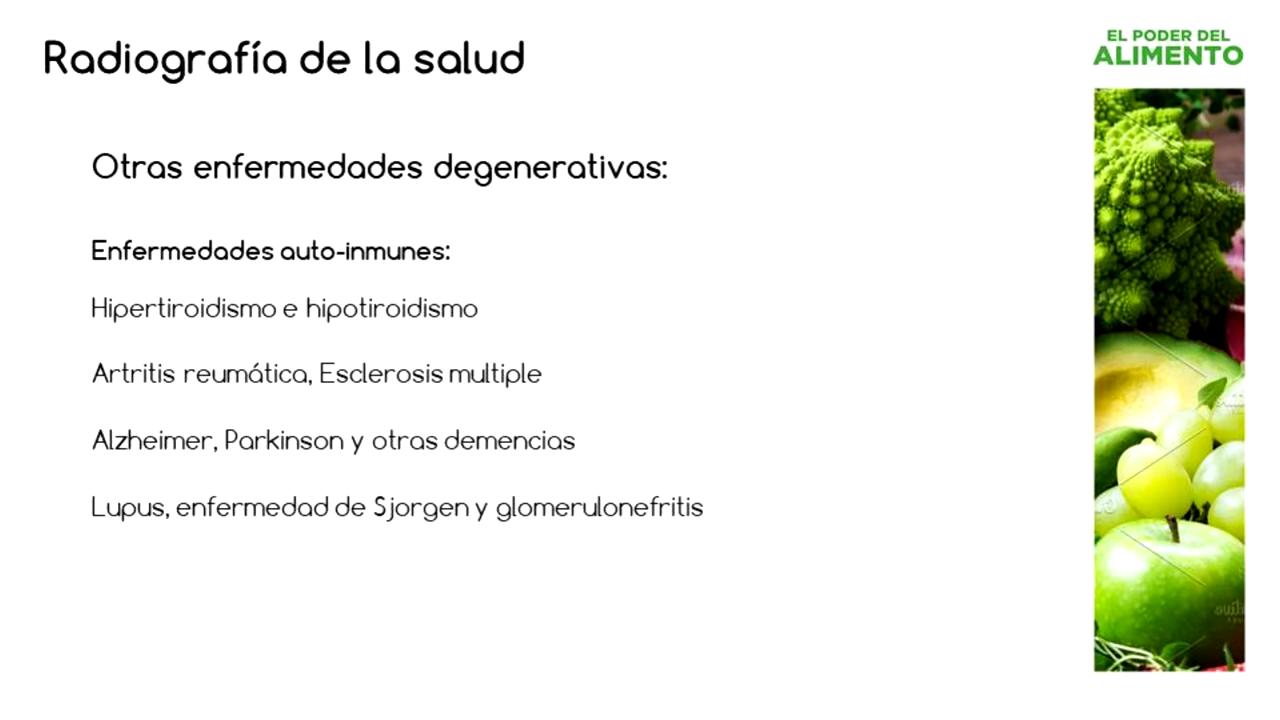 Radiografía de la salud
EL PODER DEL
ALIMENTO
Otras enfermedades degenerativas:
Enfermedades auto-inmunes:
Hipertiroidismo e hipotiroidismo
Artritis reumática, Esclerosis multiple
Alzheimer, Parkinson y otras demencias
Lupus, enfermedad de Sjorgen y glomerulonefritis